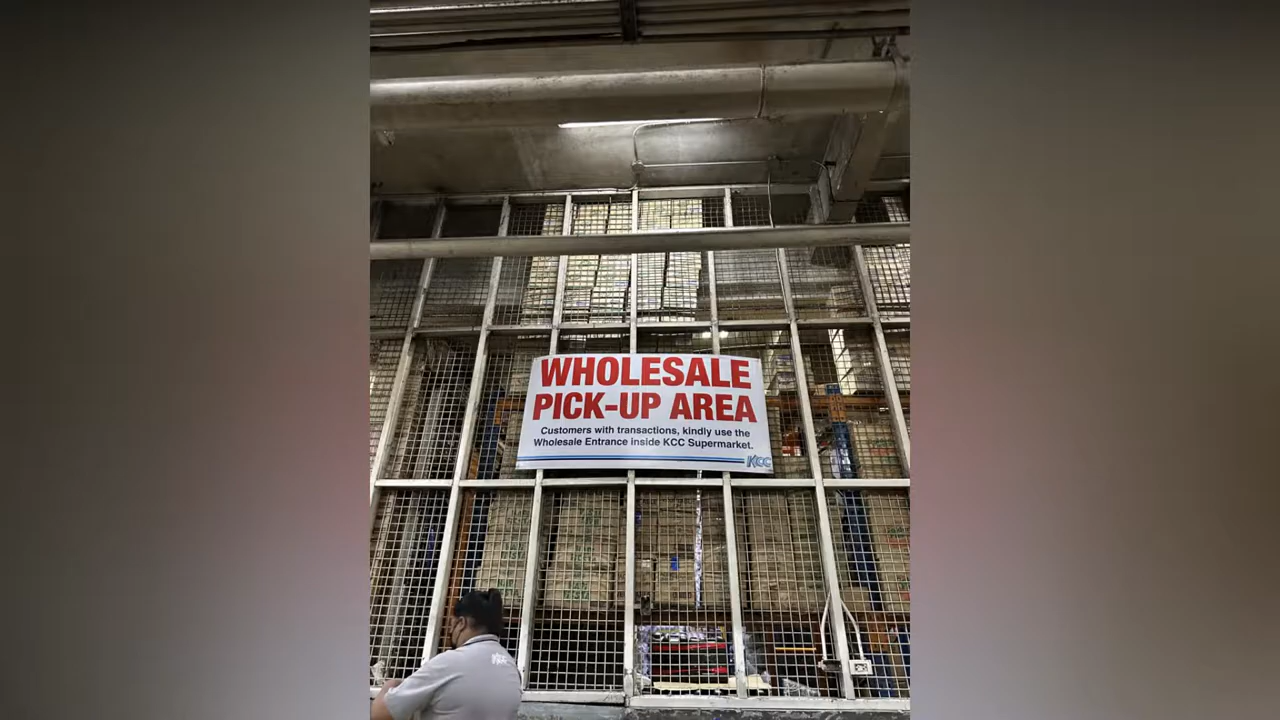 WHOLESALE
PICK-UP AREA
Customers with transactions, kindly use the
Wholesale Entrance inside KCC Supermarket.
KCC